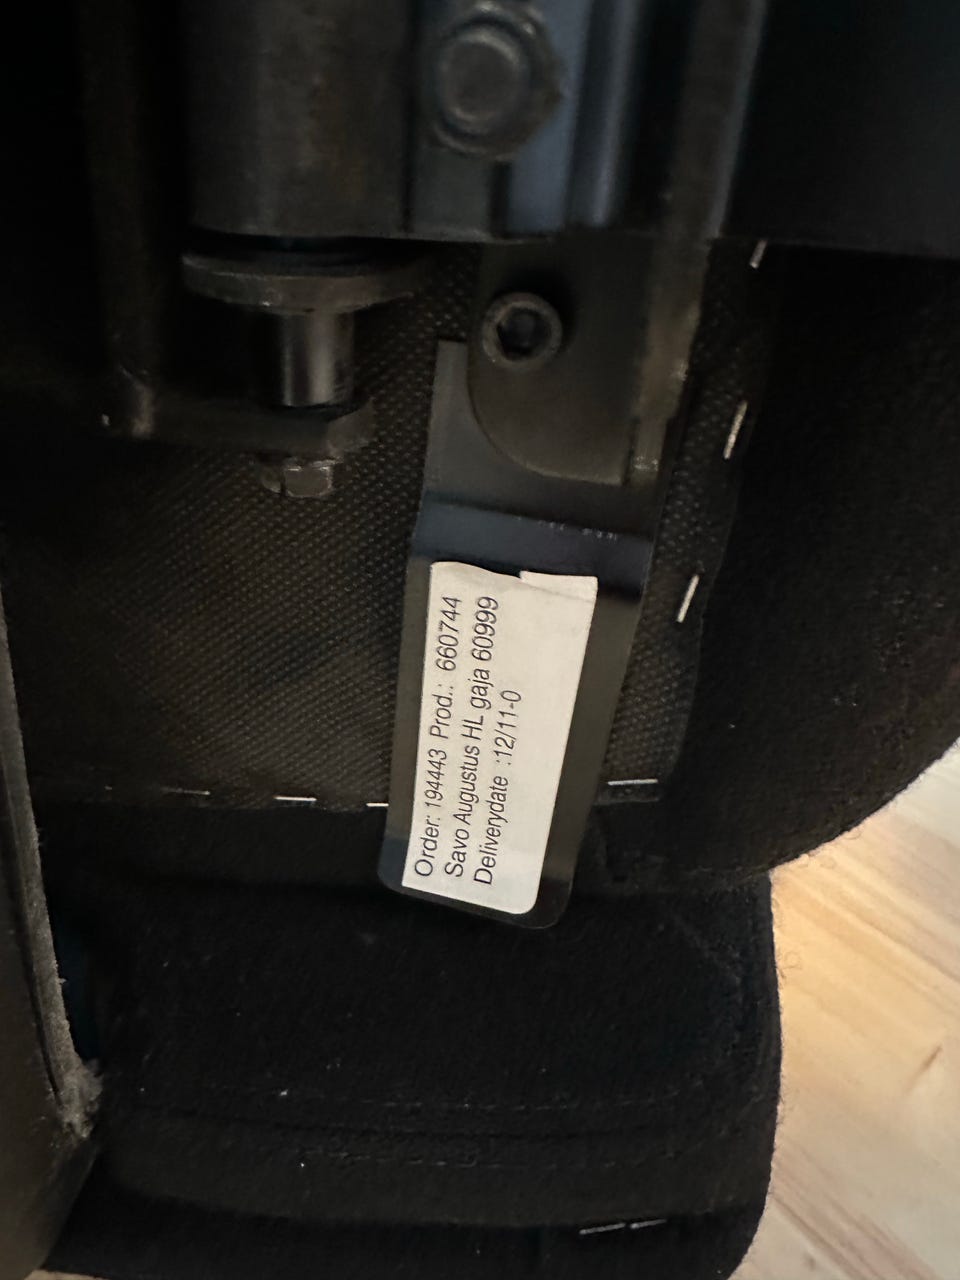 Order: 194443 Prod.: 660744
Savo Augustus HL gaja 60999
Deliverydate :12/11-0